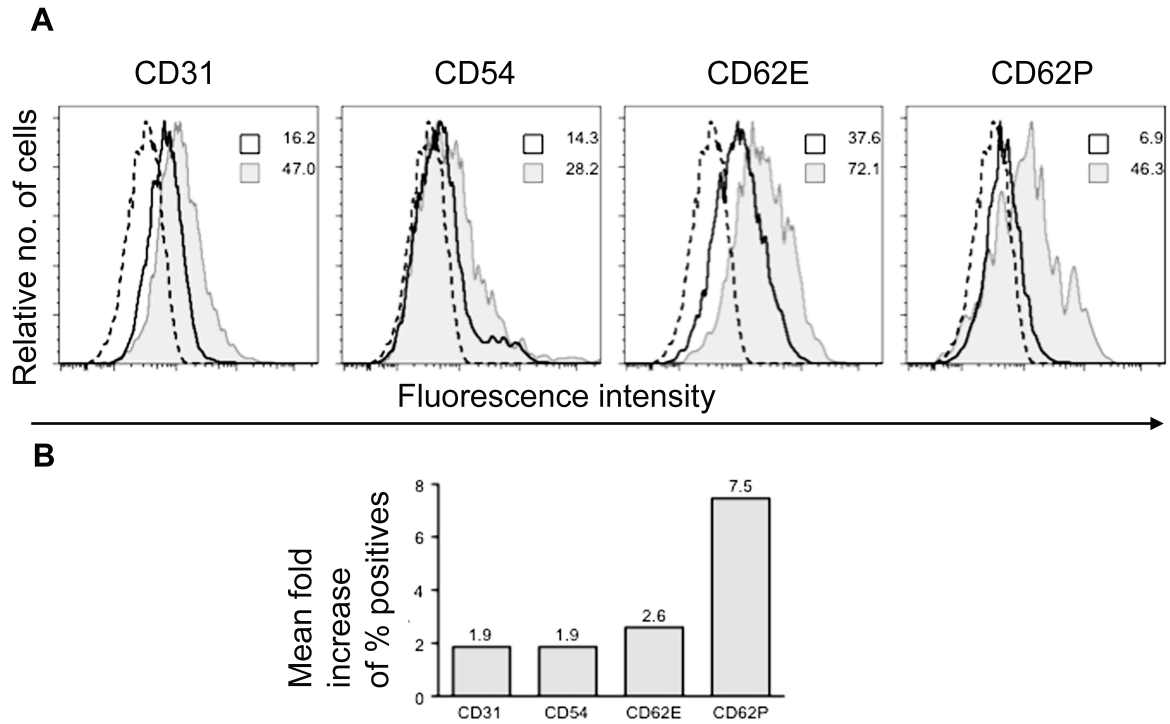 A
CD31 CD54 CD62E CD62P
Relative no. of cells
16.2 14.3 37.6 6.9
47.0 28.2 72.1 46.3
Fluorescence intensity
B
Mean fold
increase
of % positives
8
6
4
2
0
1.9 1.9 2.6 7.5
CD31 CD54 CD62E CD62P